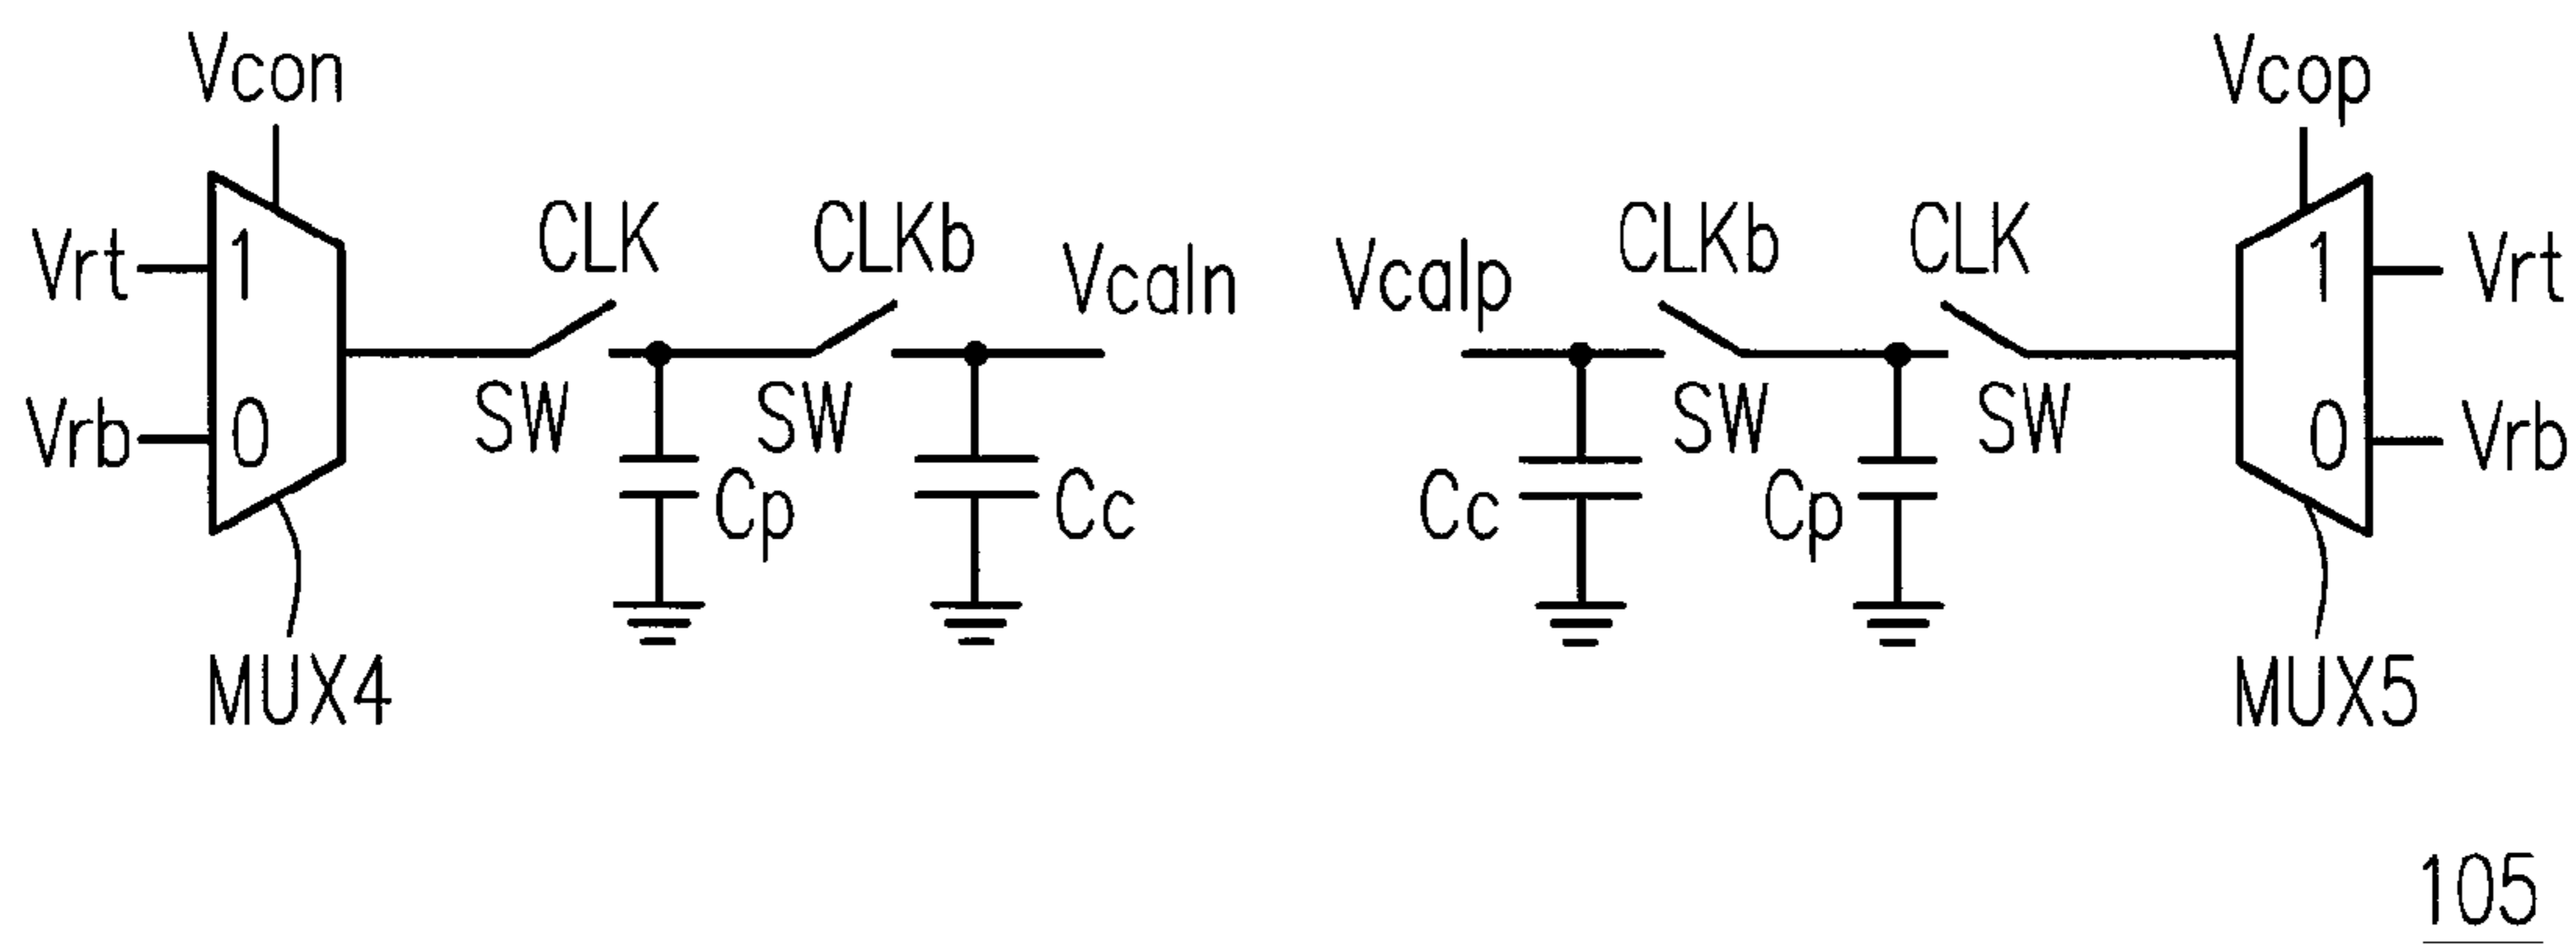 Vcon
Vcop
CLK
CLKb
CLKb
CLK
Vrt
1
Vcaln
Vcalp
1
Vrt
Vrb
0
SW
SW
SW
SW
0
Vrb
Cp
Cc
Cc
Cp
MUX4
MUX5
105